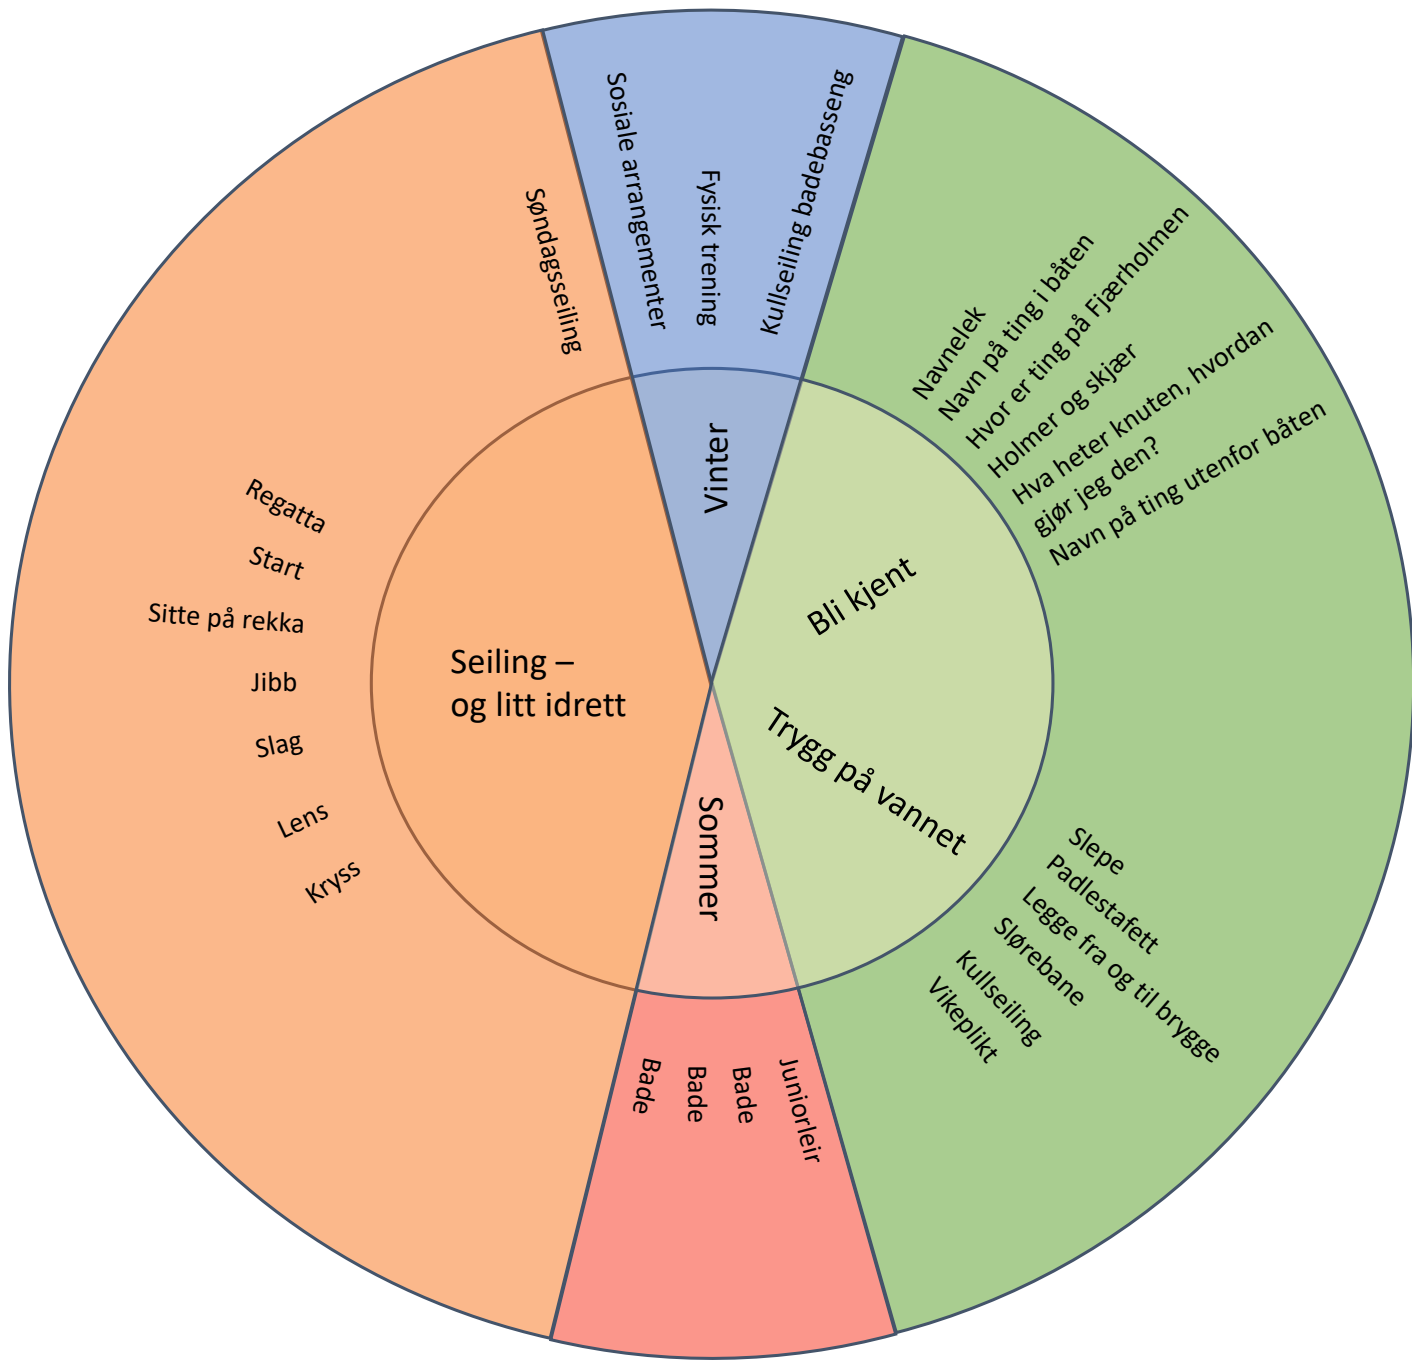 Sosiale arrangementer
Fysisk trening
Kullseiling badebasseng
Vinter
Navnelek
Navn på ting i båten
Hvor er ting på Fjærholmen
Holmer og skjær
Hva heter knuten, hvordan
gjør jeg den?
Navn på ting utenfor båten
Bli kjent
Trygg på vannet
Slepe
Padlestafett
Legge fra og til brygge
Slørebane
Kullseiling
Vikeplikt
Sommer
Juniorleir
Bade
Bade
Bade
Seiling –
og litt idrett
Kryss
Lens
Slag
Jibb
Sitte på rekka
Start
Regatta
Søndagsseiling